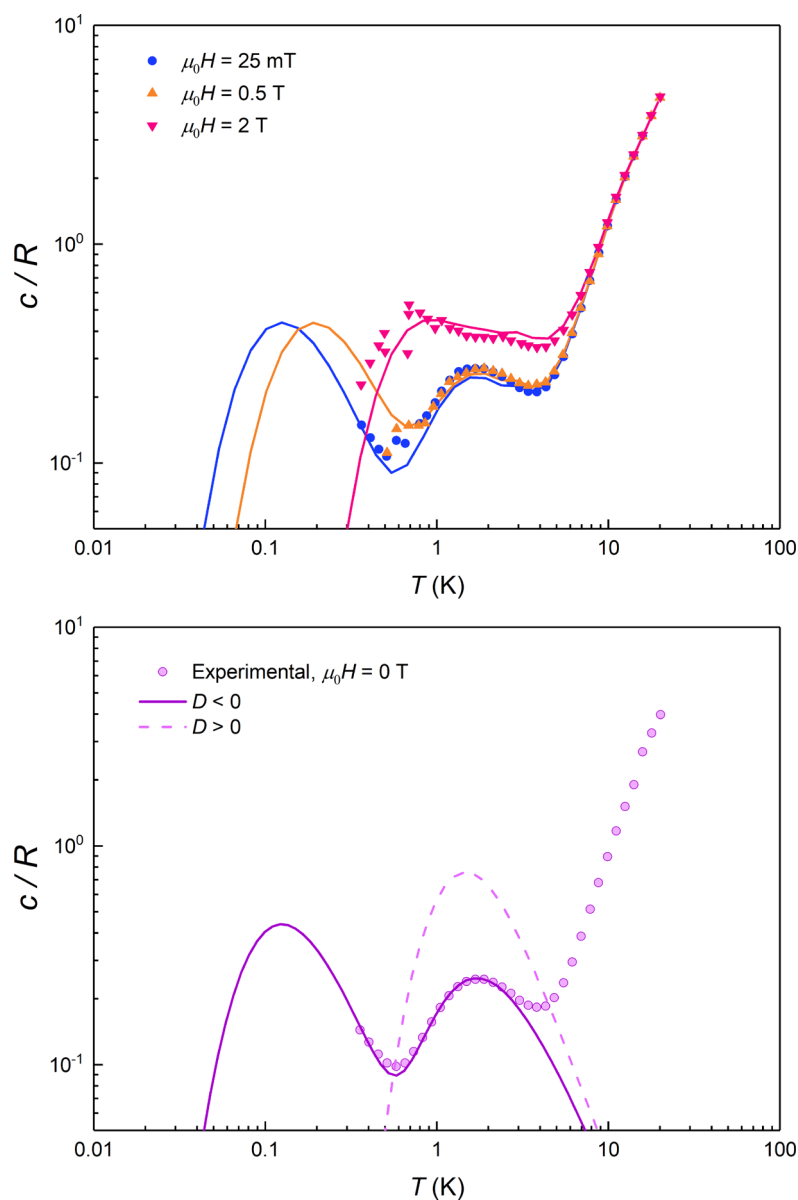 10¹
μ₀H = 25 mT
μ₀H = 0.5 T
μ₀H = 2 T
10⁰
c / R
10⁻¹
0.01 0.1 1 10 100
T (K)
10¹
Experimental, μ₀H = 0 T
D < 0
D > 0
10⁰
c / R
10⁻¹
0.01 0.1 1 10 100
T (K)